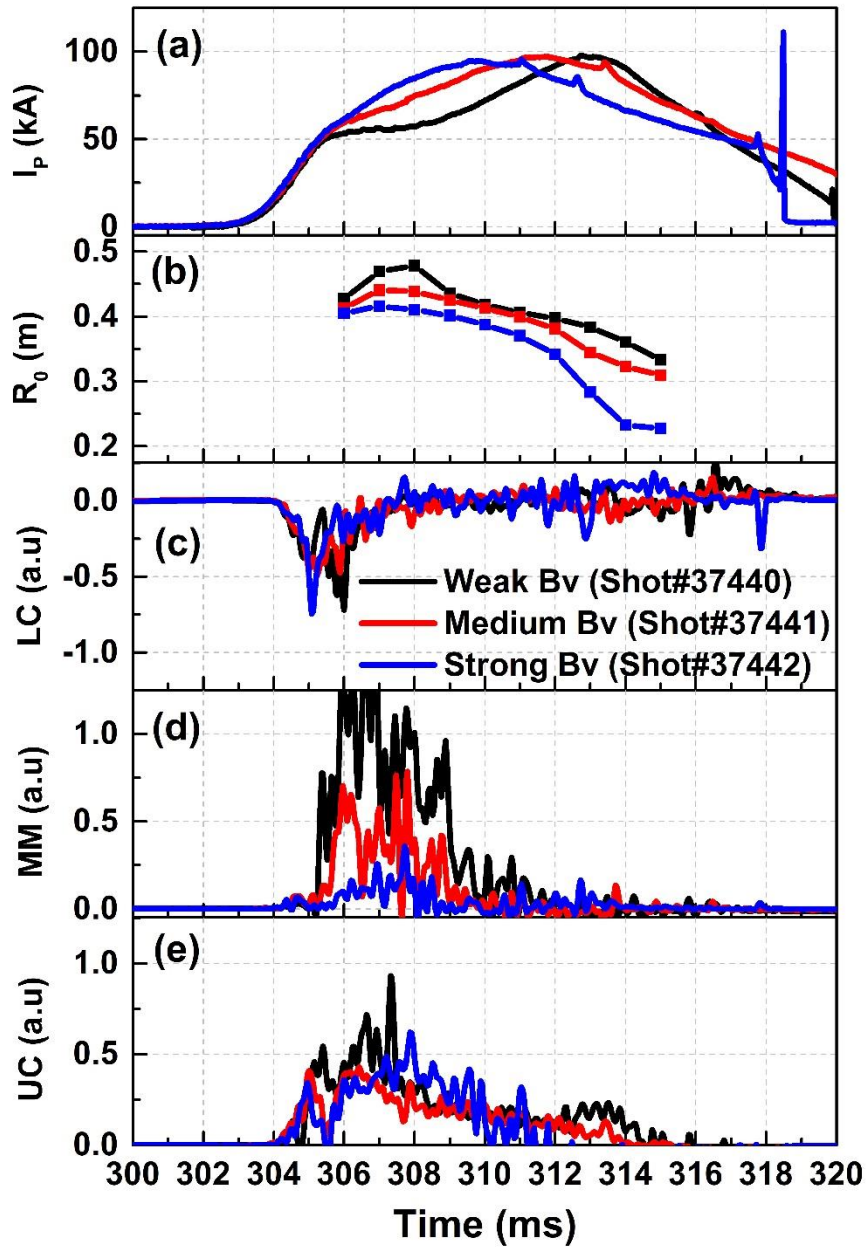 (a)
I_P (kA)
100
50
0
(b)
R_0 (m)
0.5
0.4
0.3
0.2
(c)
LC (a.u)
0.0
-0.5
-1.0
Weak Bv (Shot#37440)
Medium Bv (Shot#37441)
Strong Bv (Shot#37442)
(d)
MM (a.u)
1.0
0.5
0.0
(e)
UC (a.u)
1.0
0.5
0.0
300 302 304 306 308 310 312 314 316 318 320
Time (ms)